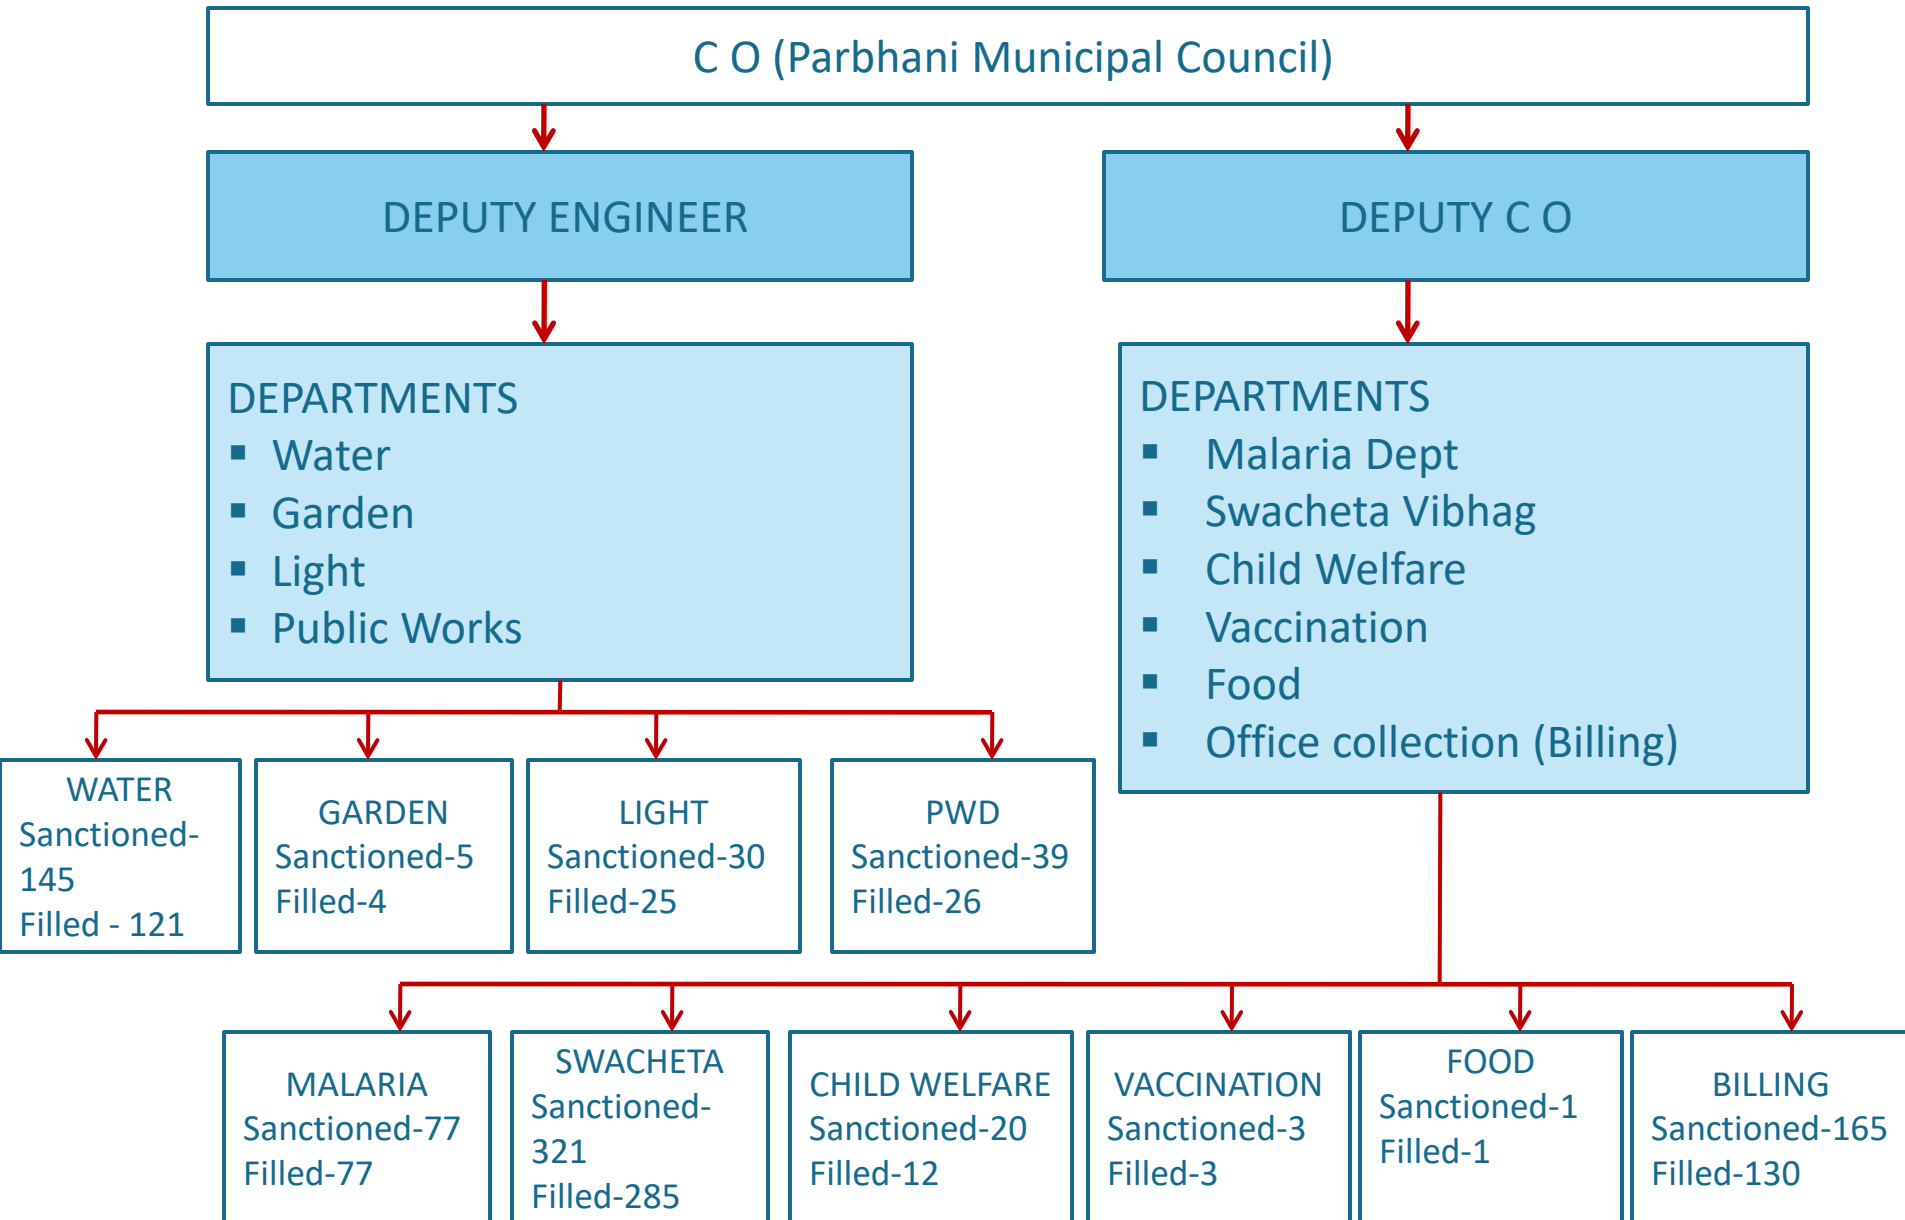 C O (Parbhani Municipal Council)
DEPUTY ENGINEER
DEPUTY C O
DEPARTMENTS
▪ Water
▪ Garden
▪ Light
▪ Public Works
DEPARTMENTS
▪ Malaria Dept
▪ Swacheta Vibhag
▪ Child Welfare
▪ Vaccination
▪ Food
▪ Office collection (Billing)
WATER
Sanctioned-
145
Filled - 121
GARDEN
Sanctioned-5
Filled-4
LIGHT
Sanctioned-30
Filled-25
PWD
Sanctioned-39
Filled-26
MALARIA
Sanctioned-77
Filled-77
SWACHETA
Sanctioned-
321
Filled-285
CHILD WELFARE
Sanctioned-20
Filled-12
VACCINATION
Sanctioned-3
Filled-3
FOOD
Sanctioned-1
Filled-1
BILLING
Sanctioned-165
Filled-130